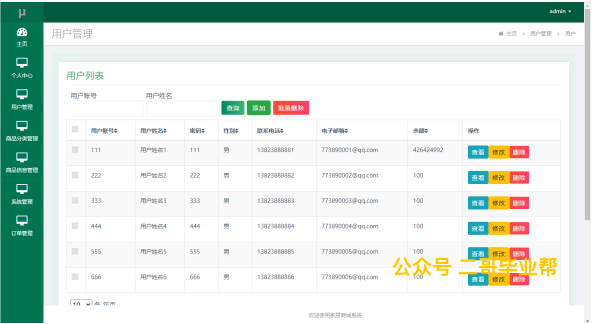 μ
admin
主页
个人中心
用户管理
商品分类管理
商品信息管理
系统管理
订单管理
用户管理
主页 > 用户管理 > 用户
用户列表
用户账号 用户姓名
查询 添加 批量删除
用户账号 用户姓名 密码 性别 联系电话 电子邮箱 余额 操作
111 用户姓名1 111 男 13823888881 773890001@qq.com 426424992 查看 修改 删除
222 用户姓名2 222 男 13823888882 773890002@qq.com 100 查看 修改 删除
333 用户姓名3 333 男 13823888883 773890003@qq.com 100 查看 修改 删除
444 用户姓名4 444 男 13823888884 773890004@qq.com 100 查看 修改 删除
555 用户姓名5 555 男 13823888885 773890005@qq.com 100 查看 修改 删除
666 用户姓名6 666 男 13823888886 773890006@qq.com 100 查看 修改 删除
公众号 二哥毕业帮
10 条 每页
欢迎使用家居商城系统